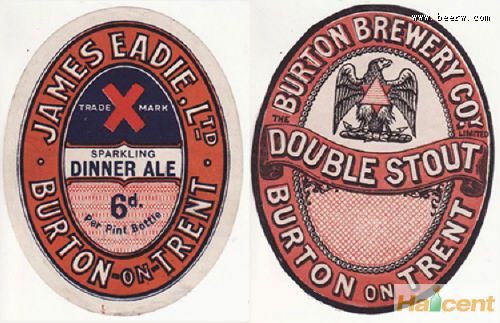 www.beerw.com
JAMES EADIE, LTD
TRADE X MARK
SPARKLING
DINNER ALE
6d.
Per Pint Bottle
BURTON-ON-TRENT
THE BURTON BREWERY COY. LIMITED
DOUBLE STOUT
BURTON ON TRENT
Haicent